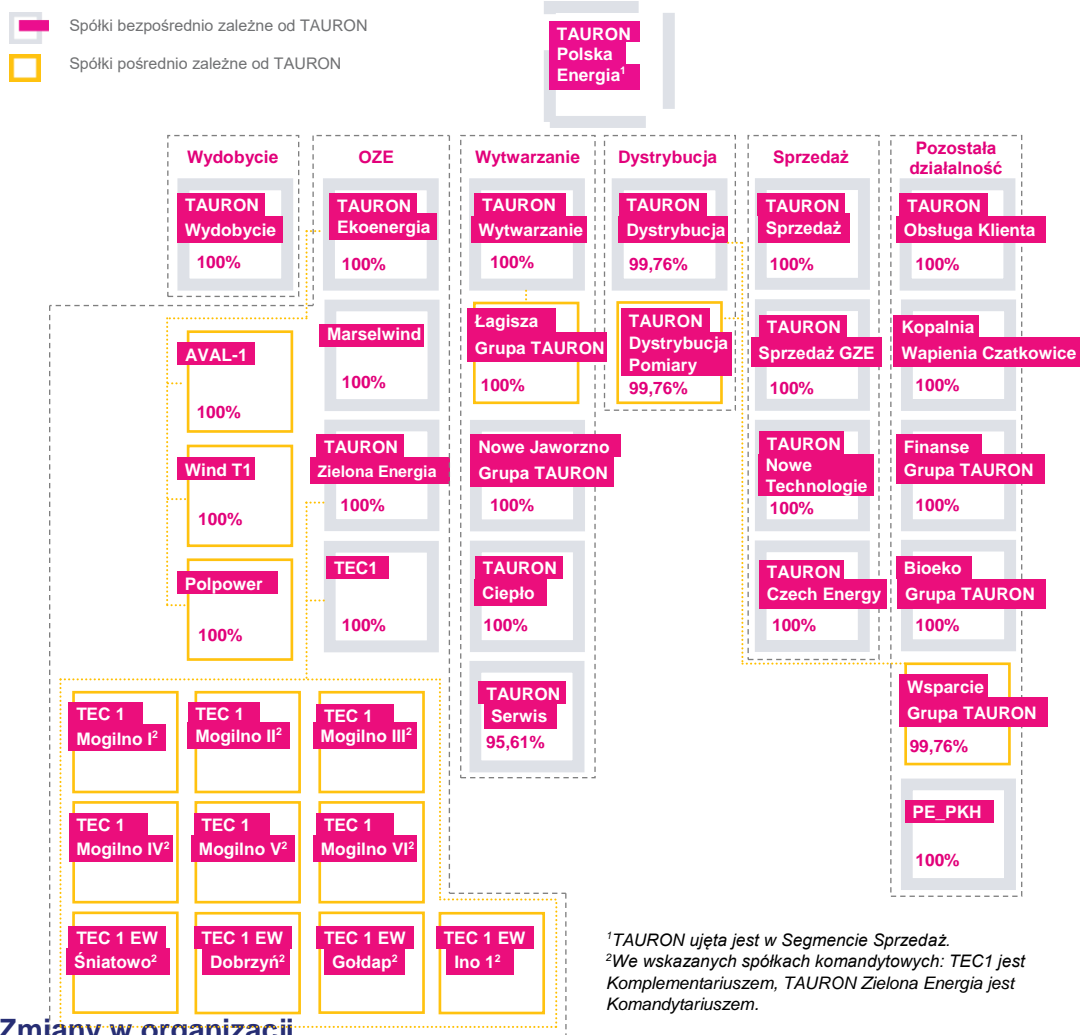 Spółki bezpośrednio zależne od TAURON
Spółki pośrednio zależne od TAURON
TAURON
Polska
Energia¹
Wydobycie
TAURON
Wydobycie
100%
OZE
TAURON
Ekoenergia
100%
Marselwind
100%
TAURON
Zielona Energia
100%
TEC1
100%
AVAL-1
100%
Wind T1
100%
Polpower
100%
TEC 1
Mogilno I²
TEC 1
Mogilno II²
TEC 1
Mogilno III²
TEC 1
Mogilno IV²
TEC 1
Mogilno V²
TEC 1
Mogilno VI²
TEC 1 EW
Śniatowo²
TEC 1 EW
Dobrzyń²
TEC 1 EW
Gołdap²
TEC 1 EW
Ino 1²
Wytwarzanie
TAURON
Wytwarzanie
100%
Łagisza
Grupa TAURON
100%
Nowe Jaworzno
Grupa TAURON
100%
TAURON
Ciepło
100%
TAURON
Serwis
95,61%
Dystrybucja
TAURON
Dystrybucja
99,76%
TAURON
Dystrybucja
Pomiary
99,76%
Sprzedaż
TAURON
Sprzedaż
100%
TAURON
Sprzedaż GZE
100%
TAURON
Nowe
Technologie
100%
TAURON
Czech Energy
100%
Pozostała
działalność
TAURON
Obsługa Klienta
100%
Kopalnia
Wapienia Czatkowice
100%
Finanse
Grupa TAURON
100%
Bioeko
Grupa TAURON
100%
Wsparcie
Grupa TAURON
99,76%
PE_PKH
100%
¹TAURON ujęta jest w Segmencie Sprzedaż.
²We wskazanych spółkach komandytowych: TEC1 jest
Komplementariuszem, TAURON Zielona Energia jest
Komandytariuszem.
Zmiany w organizacji